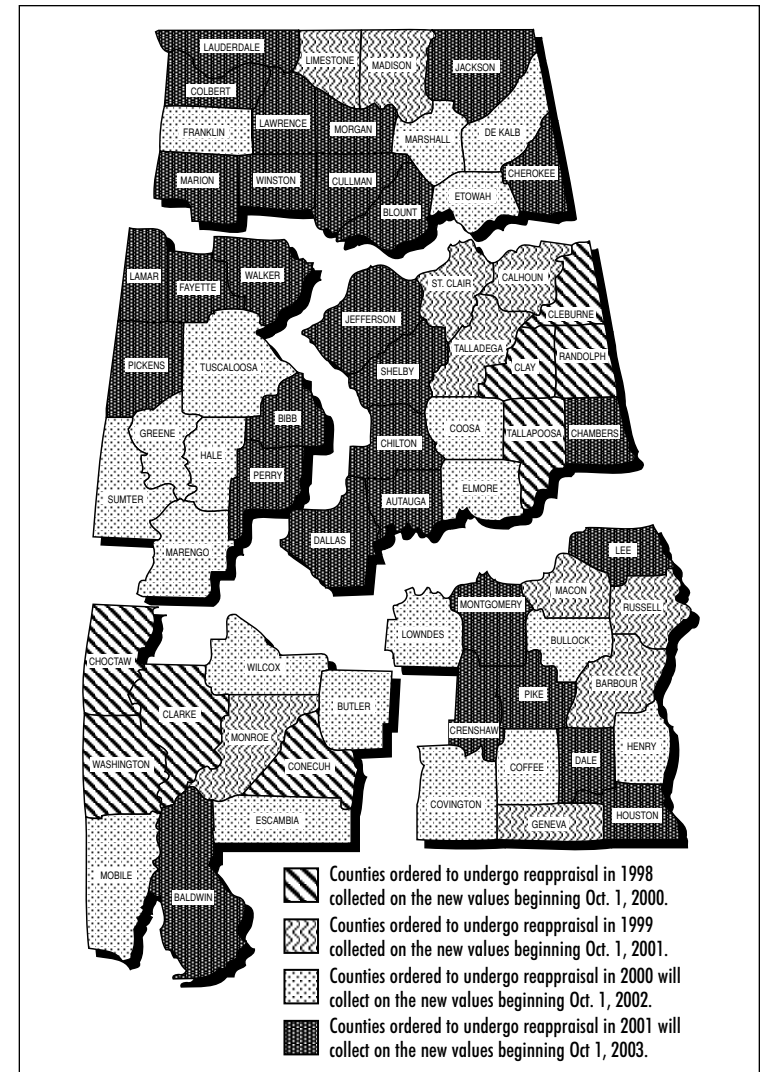 LAUDERDALE
LIMESTONE
MADISON
JACKSON
COLBERT
FRANKLIN
LAWRENCE
MORGAN
MARSHALL
DE KALB
CHEROKEE
MARION
WINSTON
CULLMAN
BLOUNT
ETOWAH
LAMAR
FAYETTE
WALKER
ST. CLAIR
CALHOUN
CLEBURNE
JEFFERSON
TALLADEGA
RANDOLPH
CLAY
PICKENS
TUSCALOOSA
SHELBY
BIBB
GREENE
HALE
CHILTON
COOSA
TALLAPOOSA
CHAMBERS
PERRY
SUMTER
AUTAUGA
ELMORE
MARENGO
DALLAS
LEE
MACON
RUSSELL
MONTGOMERY
LOWNDES
BULLOCK
CHOCTAW
WILCOX
BARBOUR
PIKE
CLARKE
BUTLER
MONROE
CRENSHAW
HENRY
WASHINGTON
CONECUH
COFFEE
DALE
COVINGTON
HOUSTON
ESCAMBIA
GENEVA
MOBILE
BALDWIN
Counties ordered to undergo reappraisal in 1998
collected on the new values beginning Oct. 1, 2000.
Counties ordered to undergo reappraisal in 1999
collected on the new values beginning Oct. 1, 2001.
Counties ordered to undergo reappraisal in 2000 will
collect on the new values beginning Oct. 1, 2002.
Counties ordered to undergo reappraisal in 2001 will
collect on the new values beginning Oct 1, 2003.